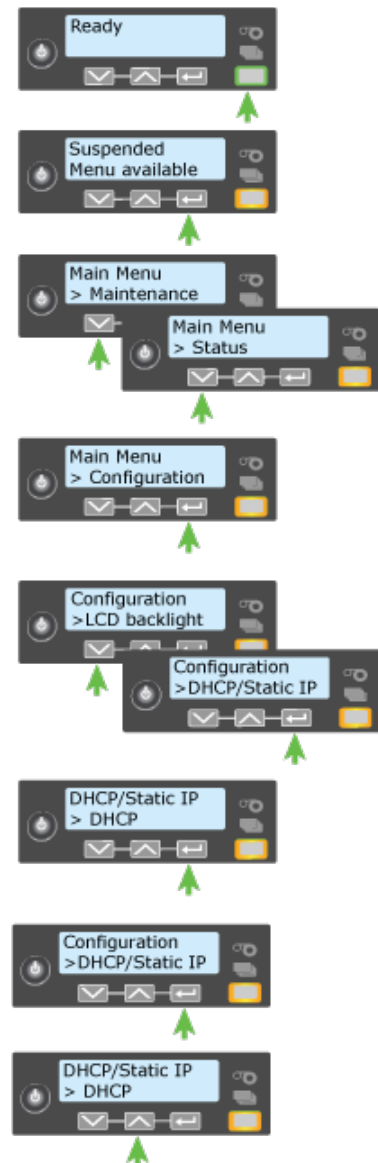 Ready
Suspended
Menu available
Main Menu
> Maintenance
Main Menu
> Status
Main Menu
> Configuration
Configuration
>LCD backlight
Configuration
>DHCP/Static IP
DHCP/Static IP
> DHCP
Configuration
>DHCP/Static IP
DHCP/Static IP
> DHCP